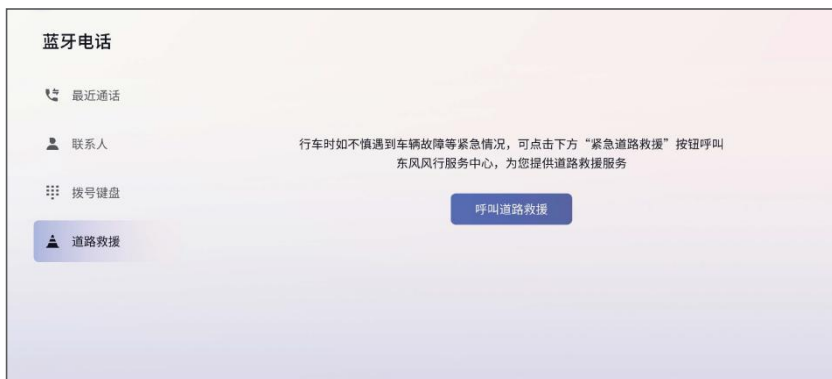 蓝牙电话
最近通话
联系人
拨号键盘
道路救援
行车时如不慎遇到车辆故障等紧急情况，可点击下方“紧急道路救援”按钮呼叫
东风风行服务中心，为您提供道路救援服务
呼叫道路救援